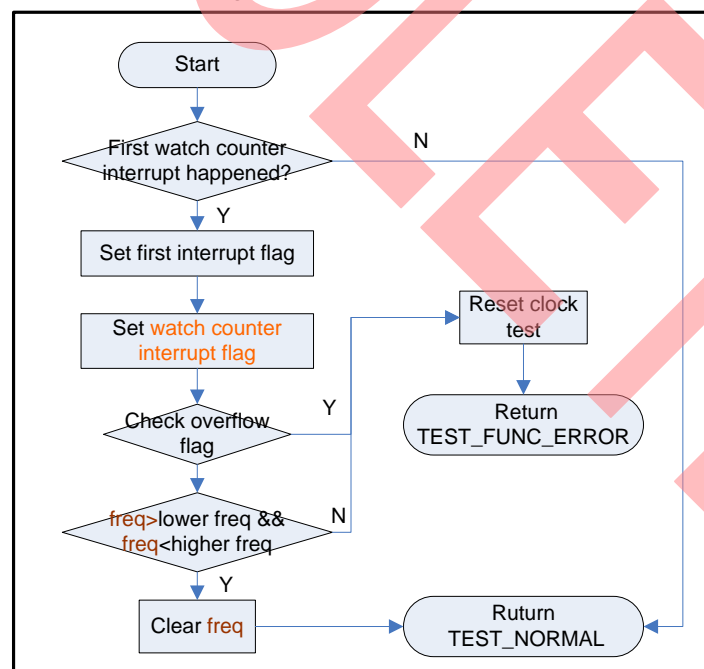 Start
First watch counter
interrupt happened?
N
Y
Set first interrupt flag
Set watch counter
interrupt flag
Reset clock
test
Check overflow
flag
Y
Return
TEST_FUNC_ERROR
freq>lower freq &&
freq<higher freq
N
Y
Clear freq
Ruturn
TEST_NORMAL